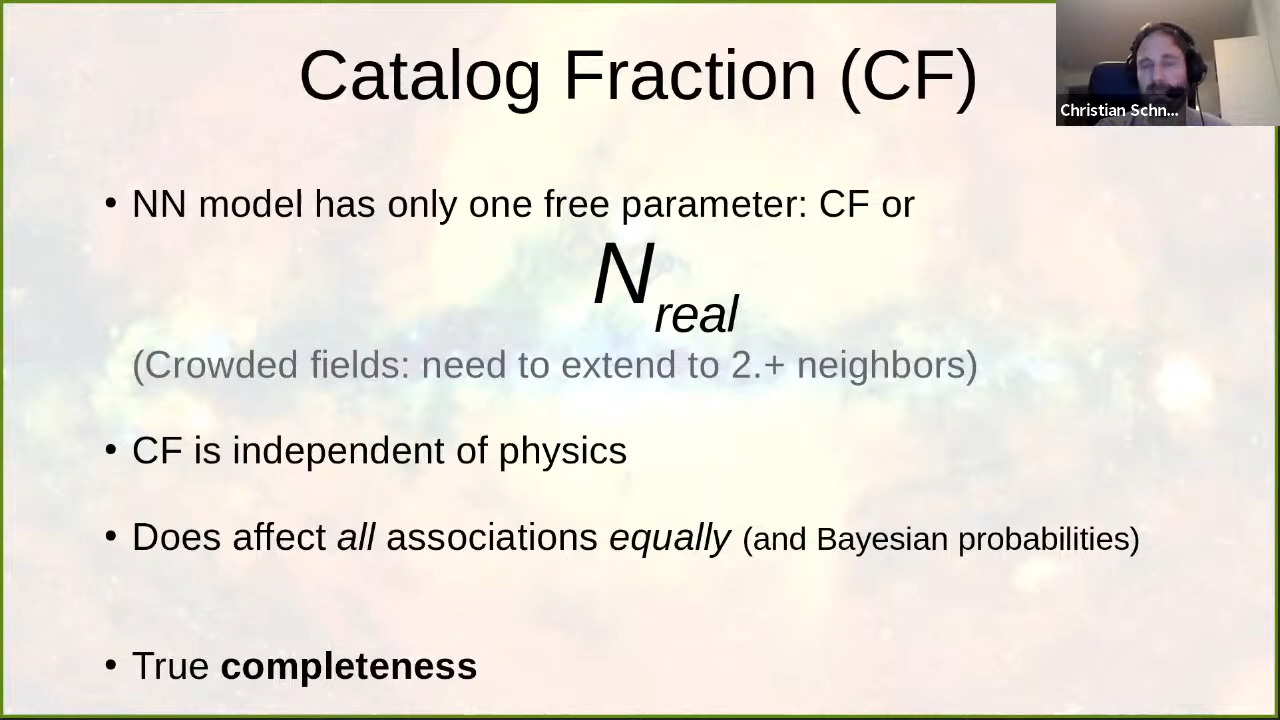 Catalog Fraction (CF)
Christian Schn...
• NN model has only one free parameter: CF or
N_real
(Crowded fields: need to extend to 2.+ neighbors)
• CF is independent of physics
• Does affect all associations equally (and Bayesian probabilities)
• True completeness